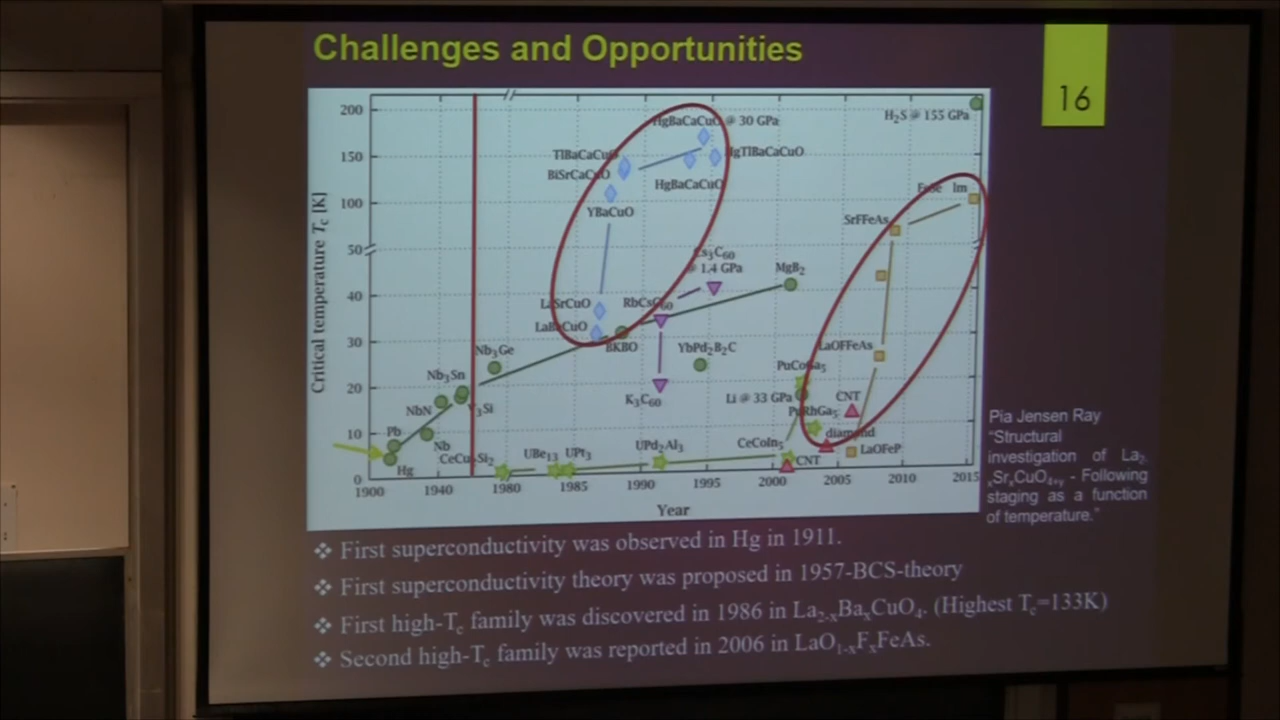 Challenges and Opportunities
16
200
150
100
50
40
30
20
10
0
Critical temperature Tc [K]
HgBaCaCuO @ 30 GPa
H2S @ 155 GPa
TlBaCaCuO
HgTlBaCaCuO
BiSrCaCuO
HgBaCaCuO
YBaCuO
FeSe
SrFFeAs
Cs3C60
@ 1.4 GPa
MgB2
LaSrCuO
RbCsC60
LaBaCuO
BKBO
YbPd2B2C
LaOFFeAs
Nb3Ge
PuCoGa5
Nb3Sn
K3C60
Li @ 33 GPa
CNT
NbN
V3Si
PuRhGa5
Pb
Nb
diamond
UPd2Al3
CeCoIn5
LaOFeP
CeCu2Si2
UBe13
UPt3
CNT
Hg
1900
1940
1980
1985
1990
1995
2000
2005
2010
2015
Year
Pia Jensen Ray
“Structural
investigation of La2-
xSrxCuO4+y - Following
staging as a function
of temperature.”
❖ First superconductivity was observed in Hg in 1911.
❖ First superconductivity theory was proposed in 1957-BCS-theory
❖ First high-Tc family was discovered in 1986 in La2-xBaxCuO4. (Highest Tc=133K)
❖ Second high-Tc family was reported in 2006 in LaO1-xFxFeAs.